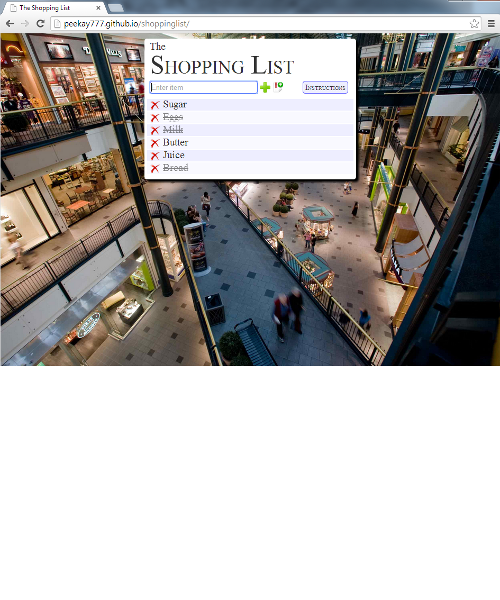 The Shopping List
peekay777.github.io/shoppinglist/
The
Shopping List
Enter item
Instructions
Sugar
Eggs
Milk
Butter
Juice
Bread